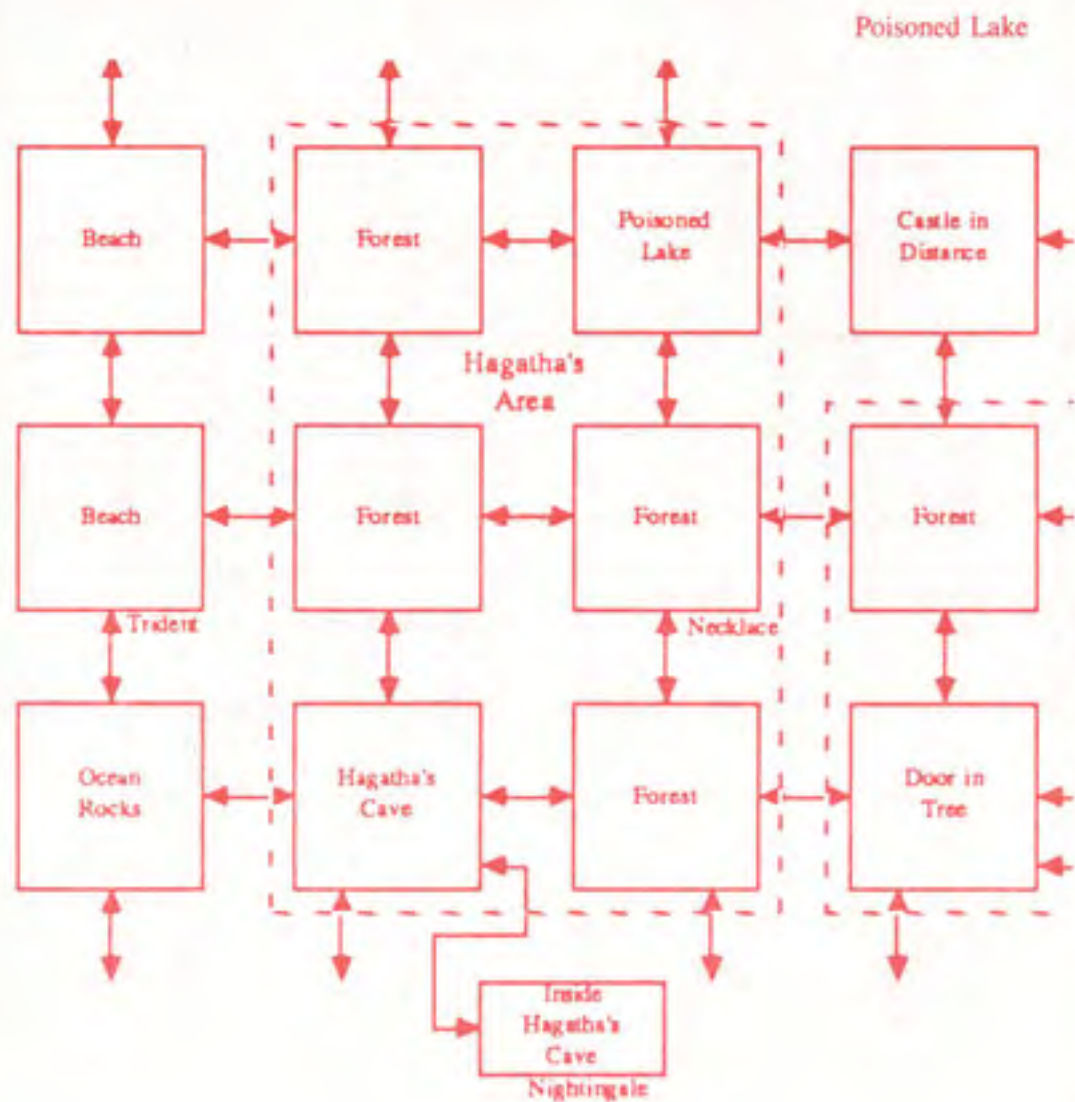 Poisoned Lake
Beach
Forest
Poisoned
Lake
Castle in
Distance
Hagatha's
Area
Beach
Forest
Forest
Forest
Trident
Necklace
Ocean
Rocks
Hagatha's
Cave
Forest
Door in
Tree
Inside
Hagatha's
Cave
Nightingale